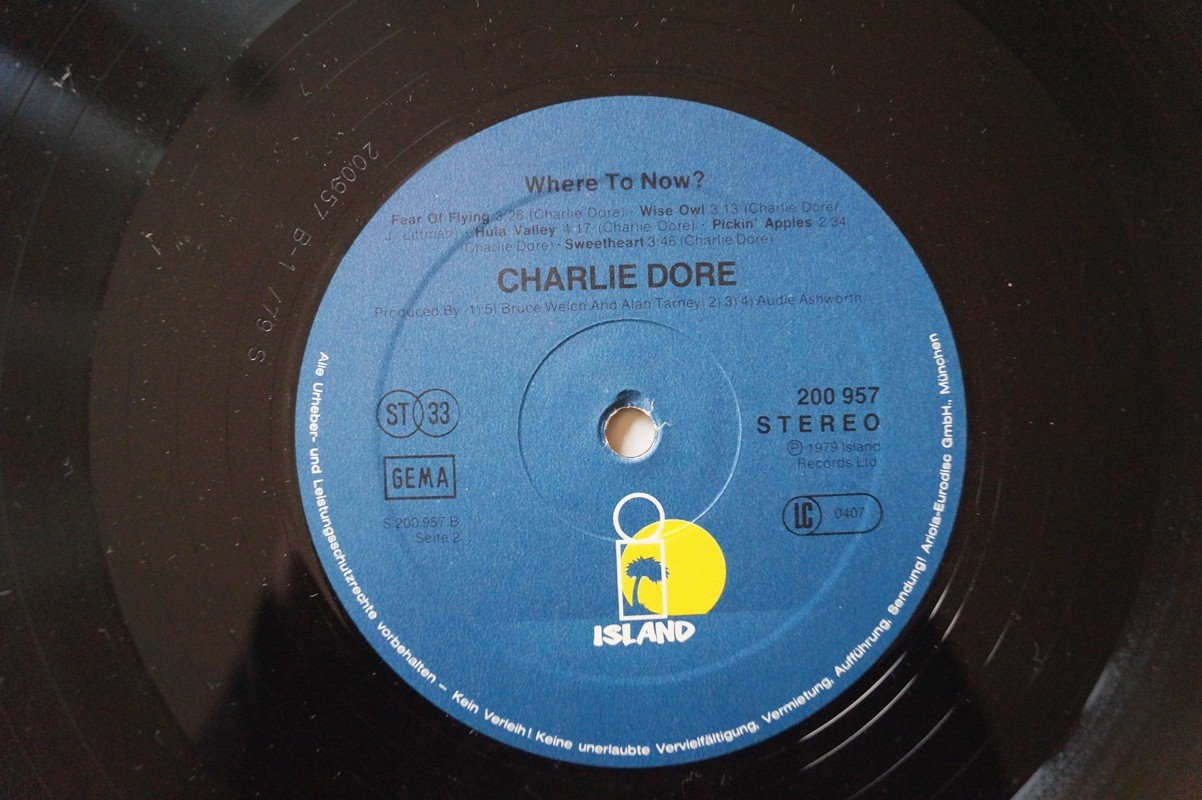 Where To Now?
Fear Of Flying 3:26 (Charlie Dore) · Wise Owl 3:13 (Charlie Dore/
J. Littman) · Hula Valley 4:17 (Charlie Dore) · Pickin' Apples 2:34
(Charlie Dore) · Sweetheart 3:46 (Charlie Dore)
CHARLIE DORE
Produced By 1) 5) Bruce Welch And Alan Tarney; 2) 3) 4) Audie Ashworth
ST 33
GEMA
S 200 957 B
Seite 2
200 957
STEREO
℗ 1979 Island
Records Ltd
LC 0407
ISLAND
Alle Urheber- und Leistungsschutzrechte vorbehalten – Kein Verleih! Keine unerlaubte Vervielfältigung, Vermietung, Aufführung, Sendung! Ariola-Eurodisc GmbH., München
200957 B-1 779 S